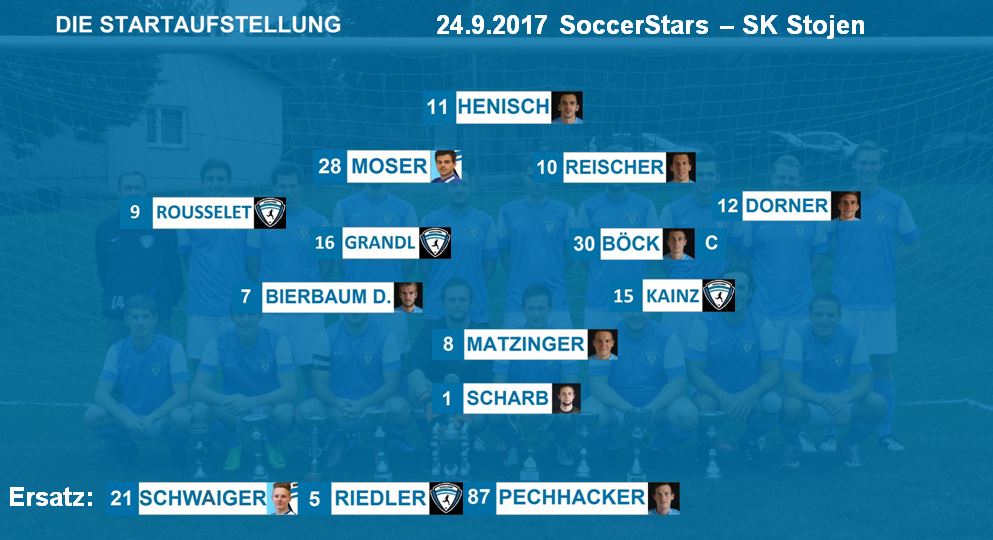 DIE STARTAUFSTELLUNG 24.9.2017 SoccerStars – SK Stojen
11 HENISCH
28 MOSER 10 REISCHER
9 ROUSSELET 12 DORNER
16 GRANDL 30 BÖCK C
7 BIERBAUM D. 15 KAINZ
8 MATZINGER
1 SCHARB
Ersatz: 21 SCHWAIGER 5 RIEDLER 87 PECHHACKER